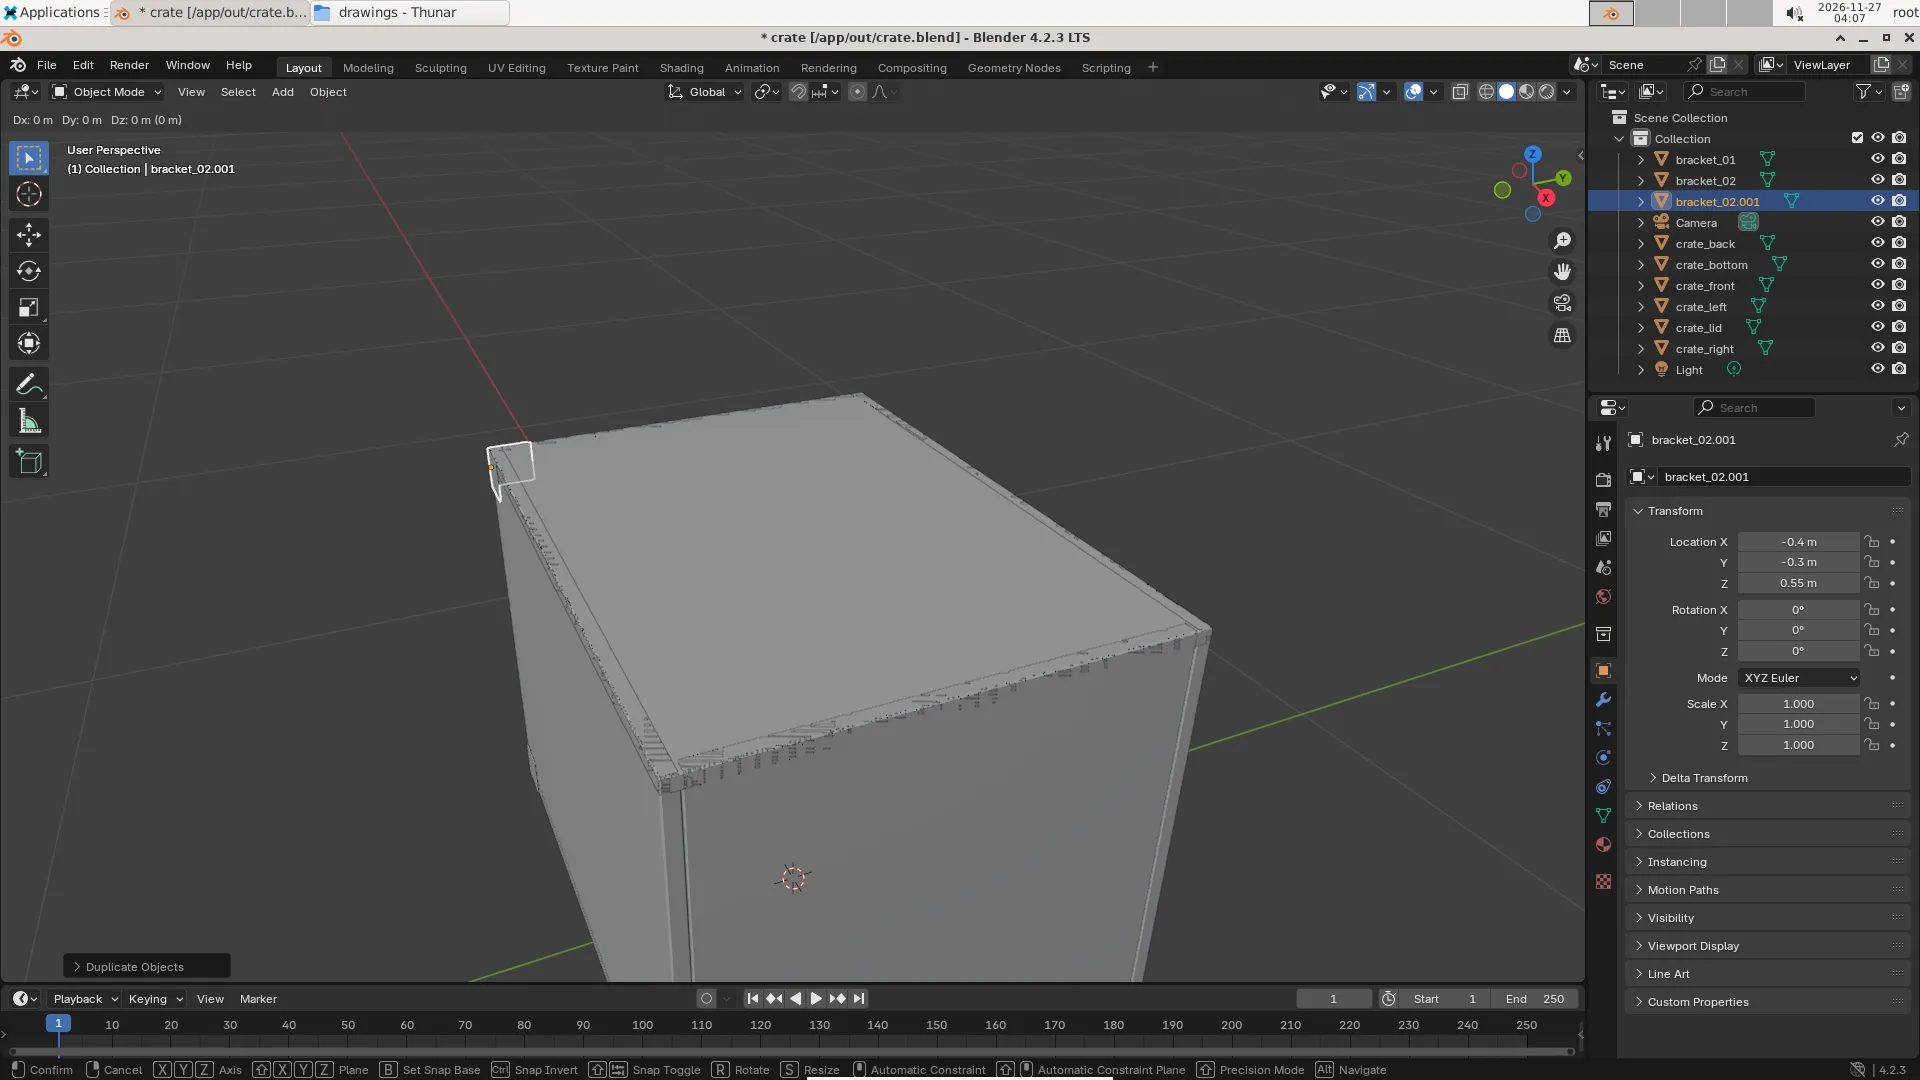 Applications
* crate [/app/out/crate.b...
drawings - Thunar
2026-11-27
04:07
root
* crate [/app/out/crate.blend] - Blender 4.2.3 LTS
File Edit Render Window Help
Layout Modeling Sculpting UV Editing Texture Paint Shading Animation Rendering Compositing Geometry Nodes Scripting
Scene
ViewLayer
Object Mode View Select Add Object
Global
Search
Dx: 0 m Dy: 0 m Dz: 0 m (0 m)
User Perspective
(1) Collection | bracket_02.001
Z
Y
X
Scene Collection
Collection
bracket_01
bracket_02
bracket_02.001
Camera
crate_back
crate_bottom
crate_front
crate_left
crate_lid
crate_right
Light
Search
bracket_02.001
bracket_02.001
Transform
Location X -0.4 m
Y -0.3 m
Z 0.55 m
Rotation X 0°
Y 0°
Z 0°
Mode XYZ Euler
Scale X 1.000
Y 1.000
Z 1.000
Delta Transform
Relations
Collections
Instancing
Motion Paths
Visibility
Viewport Display
Line Art
Custom Properties
Duplicate Objects
Playback Keying View Marker
1
Start 1
End 250
1 10 20 30 40 50 60 70 80 90 100 110 120 130 140 150 160 170 180 190 200 210 220 230 240 250
Confirm Cancel X Y Z Axis X Y Z Plane B Set Snap Base Ctrl Snap Invert Snap Toggle R Rotate S Resize Automatic Constraint Automatic Constraint Plane Precision Mode Alt Navigate
4.2.3